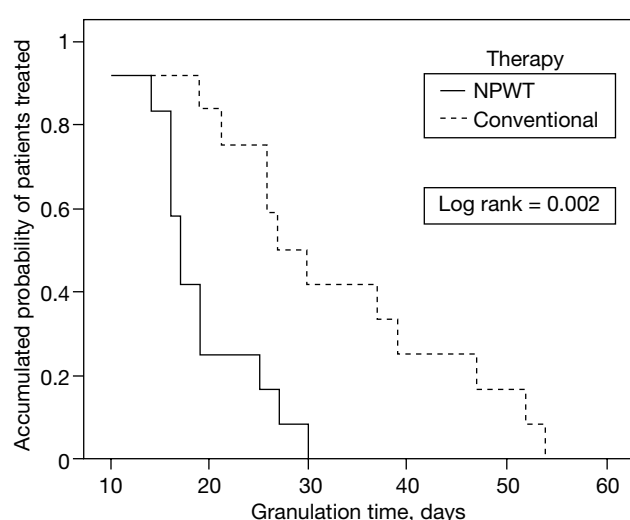 Accumulated probability of patients treated
1
0.8
0.6
0.4
0.2
0
10 20 30 40 50 60
Granulation time, days
Therapy
NPWT
Conventional
Log rank = 0.002